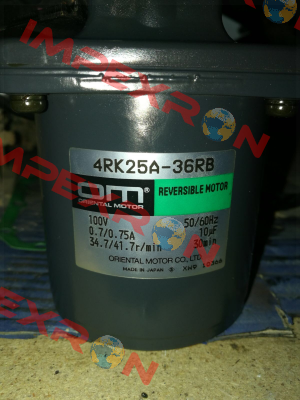 4RK25A-36RB
OM®
ORIENTAL MOTOR
REVERSIBLE MOTOR
100V 50/60Hz
0.7/0.75A 10µF
34.7/41.7r/min 30min
ORIENTAL MOTOR CO., LTD.
MADE IN JAPAN
IMPEXRON
IMPEXRON
IMPEXRON